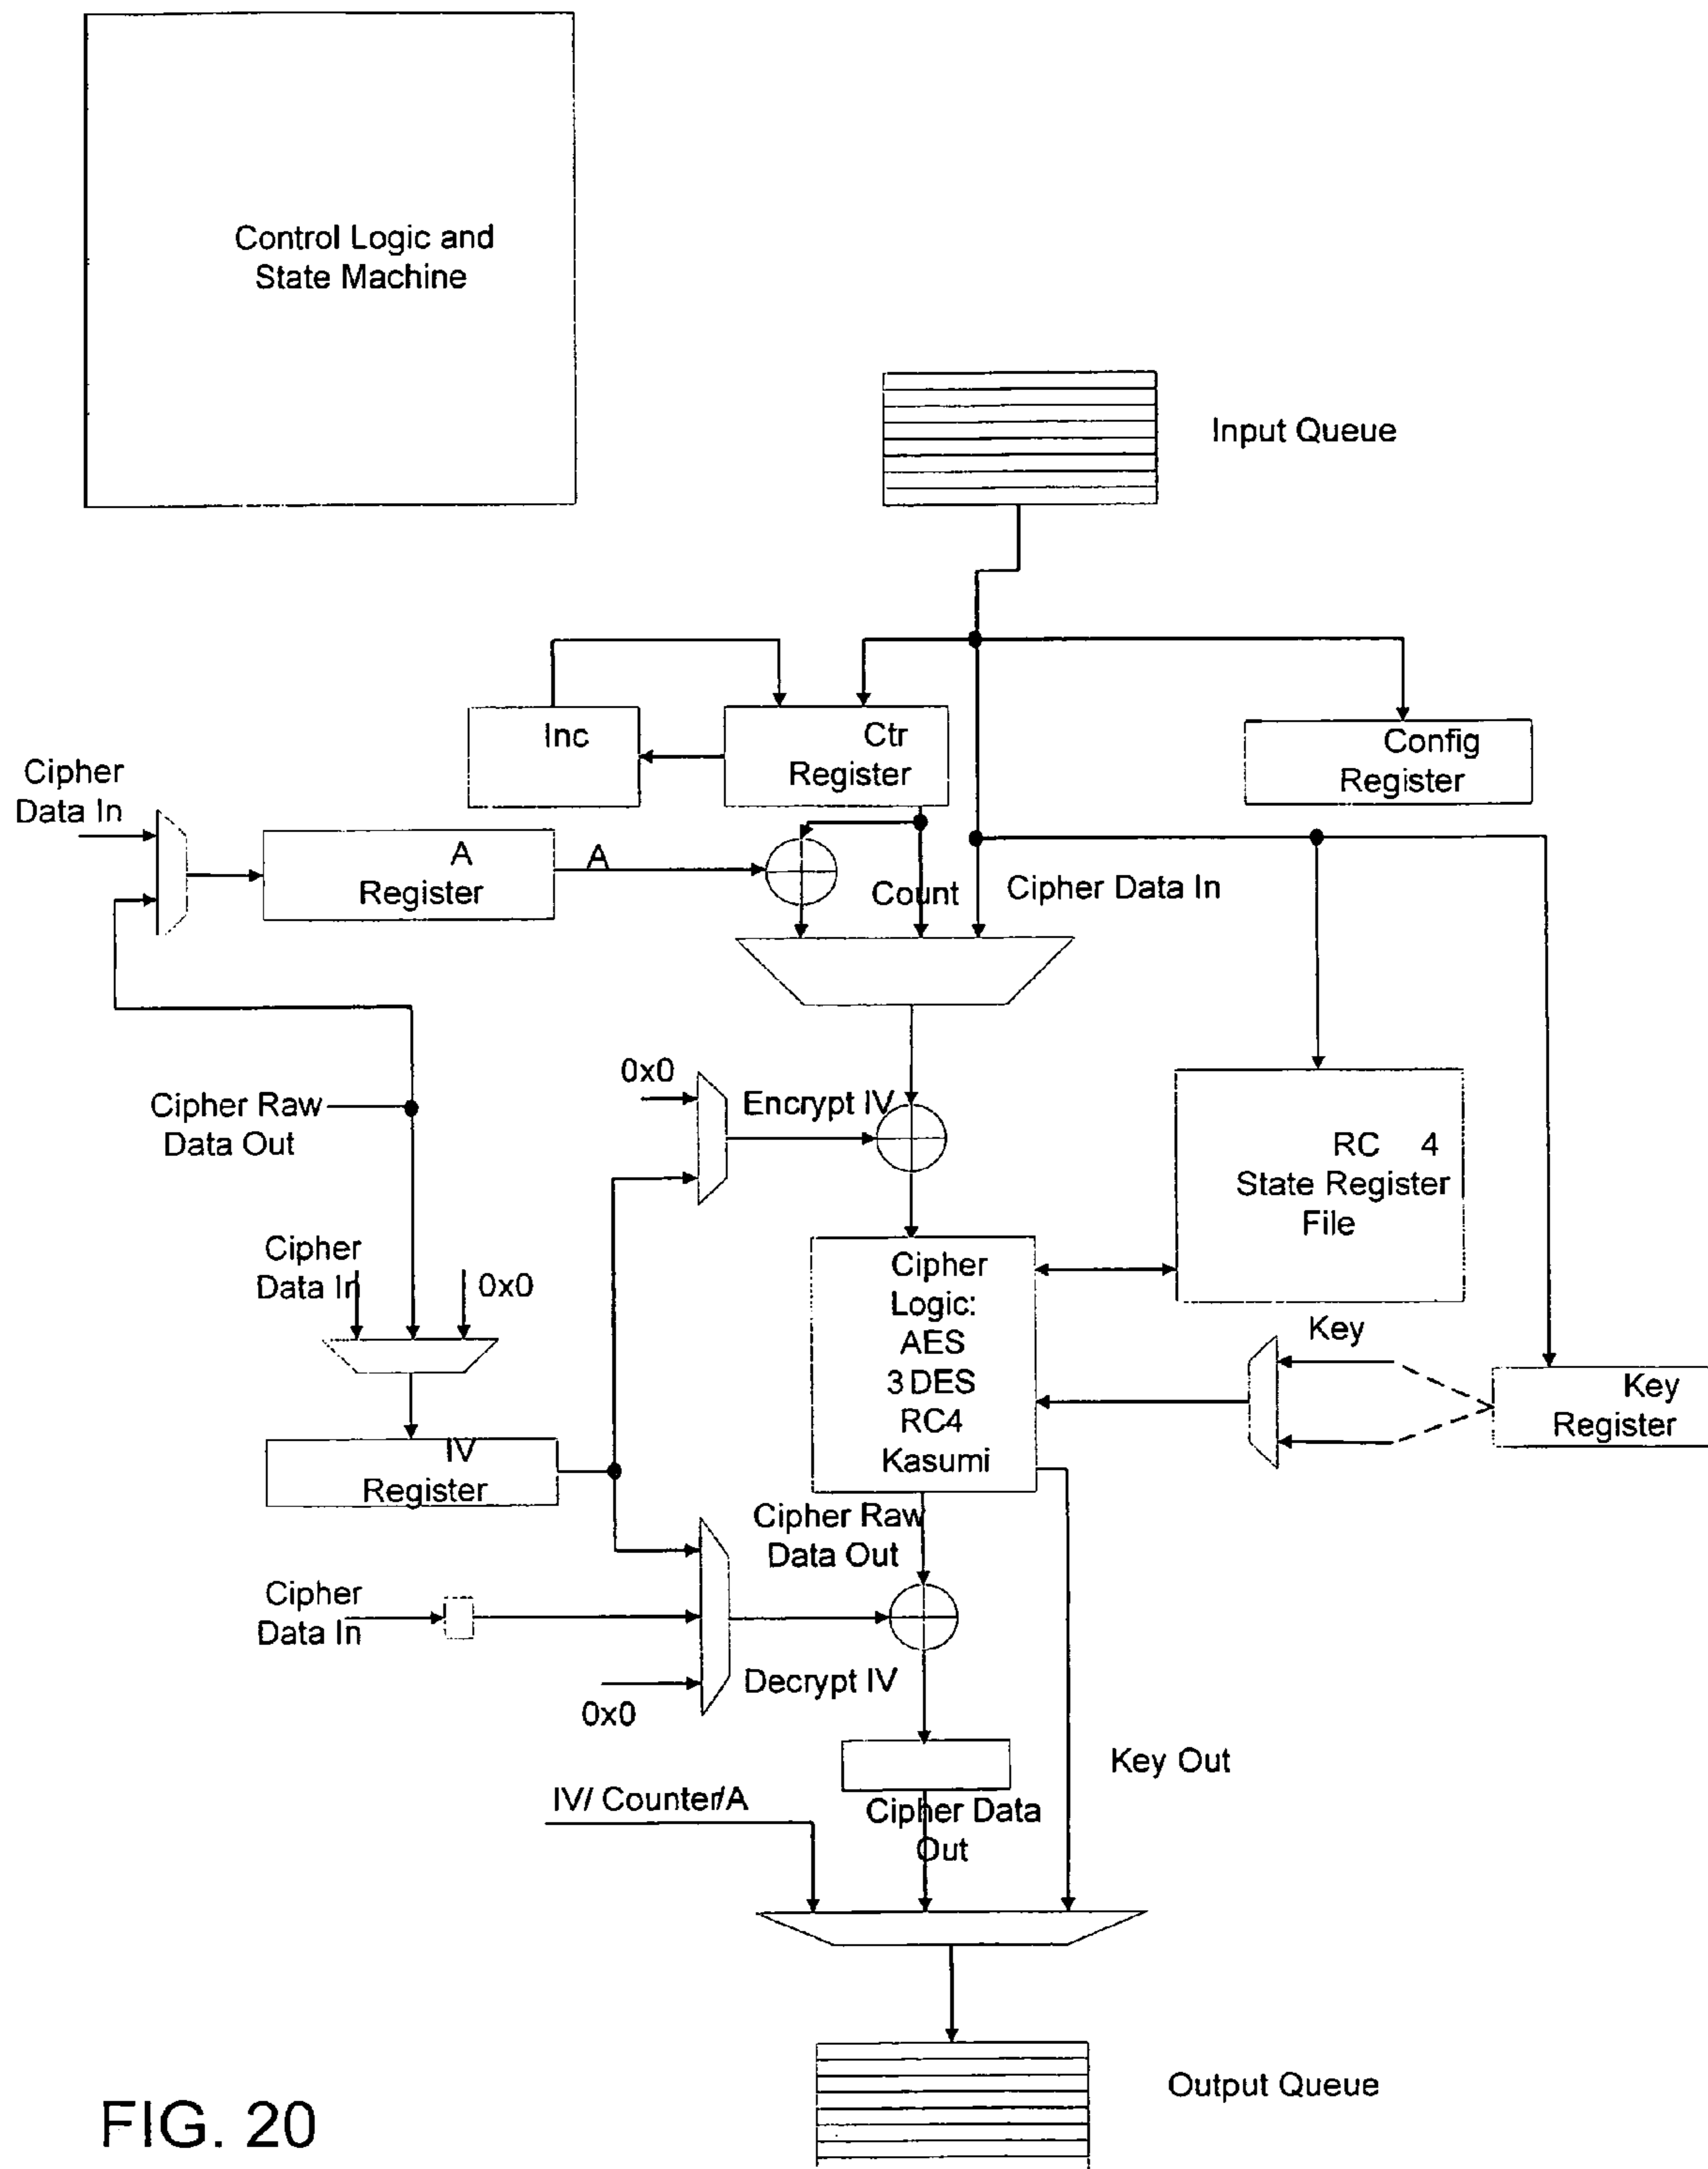 Control Logic and
State Machine
Input Queue
Inc
Ctr
Register
Config
Register
Cipher
Data In
A
Register
A
Count
Cipher Data In
0x0
Encrypt IV
Cipher Raw
Data Out
RC 4
State Register
File
Cipher
Data In
0x0
Cipher
Logic:
AES
3DES
RC4
Kasumi
Key
Key
Register
IV
Register
Cipher Raw
Data Out
Cipher
Data In
Decrypt IV
0x0
Key Out
IV/ Counter/A
Cipher Data
Out
Output Queue
FIG. 20